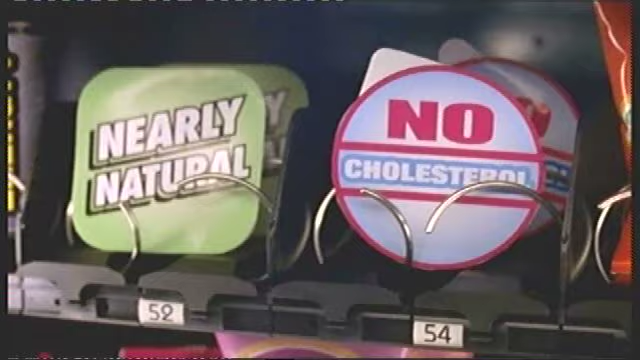 NEARLY
NATURAL
NO
CHOLESTEROL
52
54